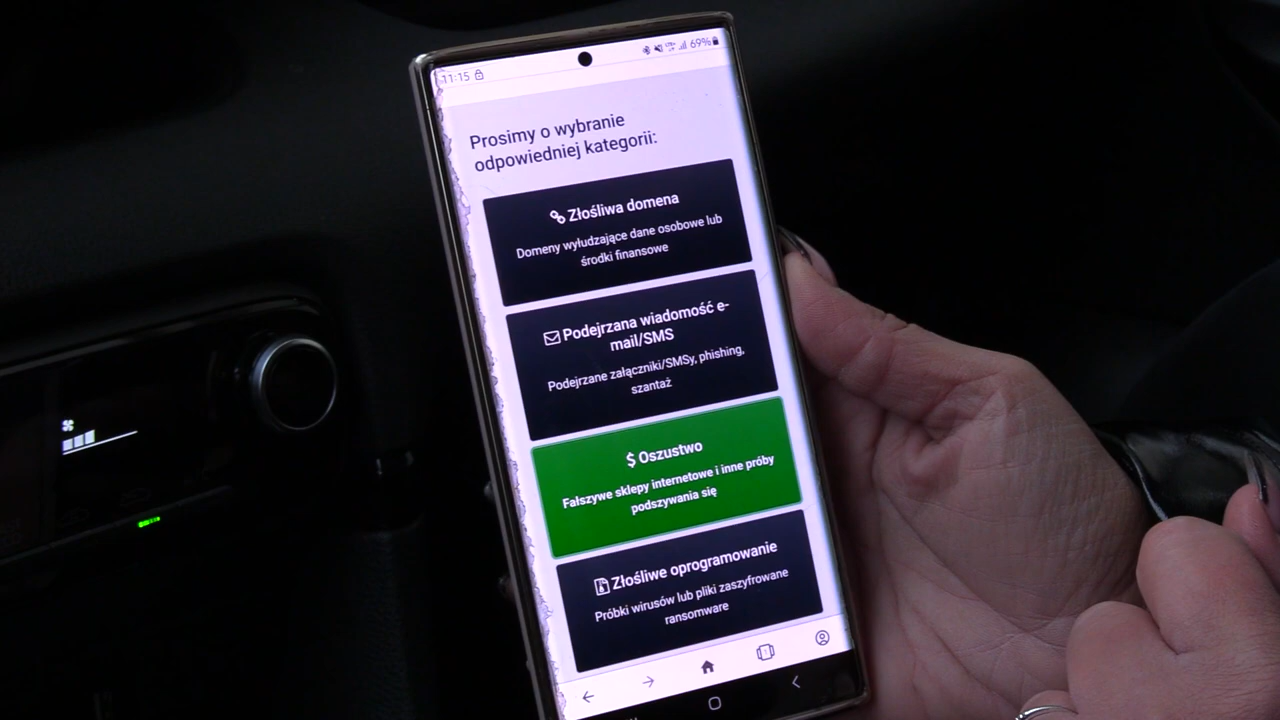 11:15
69%
Prosimy o wybranie
odpowiedniej kategorii:
Złośliwa domena
Domeny wyłudzające dane osobowe lub
środki finansowe
Podejrzana wiadomość e-
mail/SMS
Podejrzane załączniki/SMSy, phishing,
szantaż
$ Oszustwo
Fałszywe sklepy internetowe i inne próby
podszywania się
Złośliwe oprogramowanie
Próbki wirusów lub pliki zaszyfrowane
ransomware